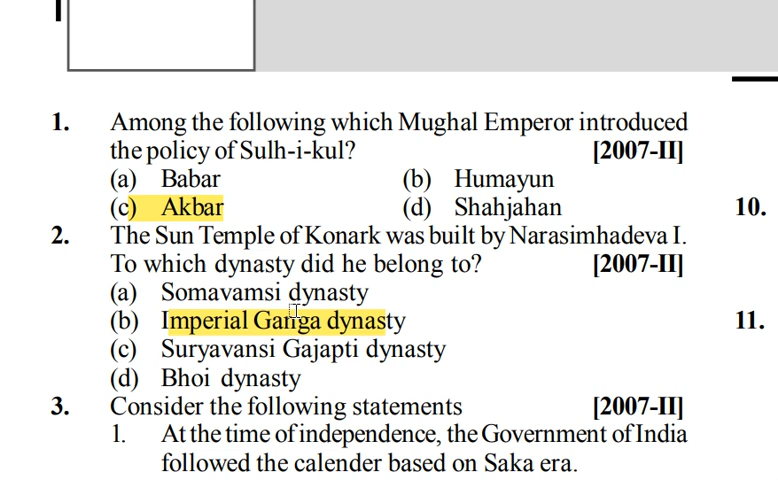 1. Among the following which Mughal Emperor introduced
the policy of Sulh-i-kul? [2007-II]
(a) Babar (b) Humayun
(c) Akbar (d) Shahjahan
2. The Sun Temple of Konark was built by Narasimhadeva I.
To which dynasty did he belong to? [2007-II]
(a) Somavamsi dynasty
(b) Imperial Ganga dynasty
(c) Suryavansi Gajapti dynasty
(d) Bhoi dynasty
3. Consider the following statements [2007-II]
1. At the time of independence, the Government of India
followed the calender based on Saka era.
10.
11.